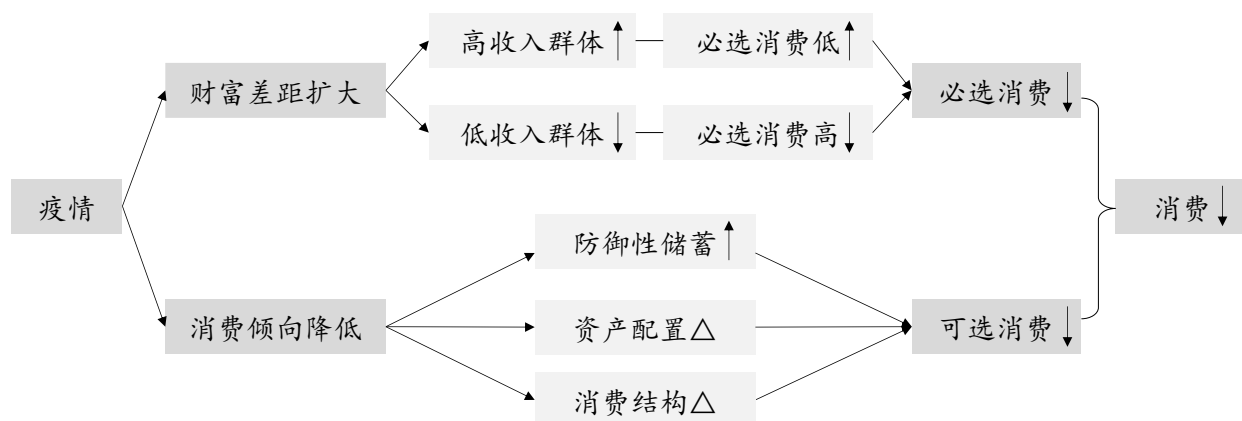 高收入群体↑
必选消费低↑
财富差距扩大
必选消费↓
低收入群体↓
必选消费高↓
疫情
消费↓
防御性储蓄↑
消费倾向降低
资产配置△
可选消费↓
消费结构△